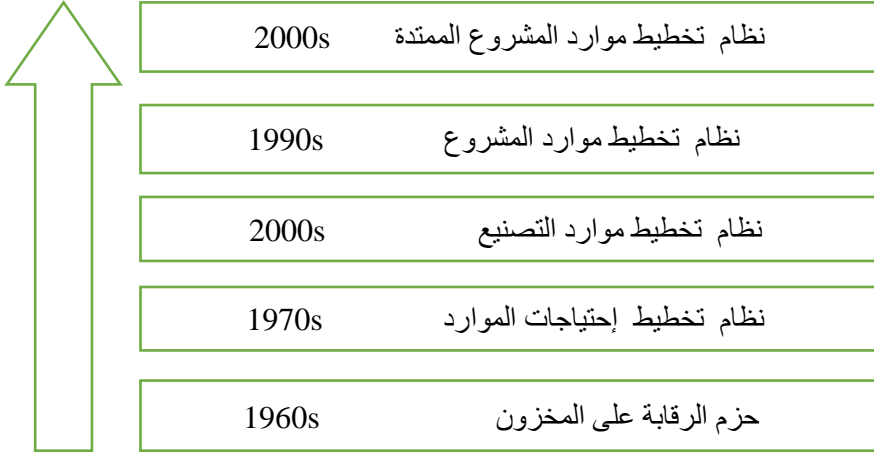 نظام تخطيط موارد المشروع الممتدة 2000s
نظام تخطيط موارد المشروع 1990s
نظام تخطيط موارد التصنيع 2000s
نظام تخطيط إحتياجات الموارد 1970s
حزم الرقابة على المخزون 1960s